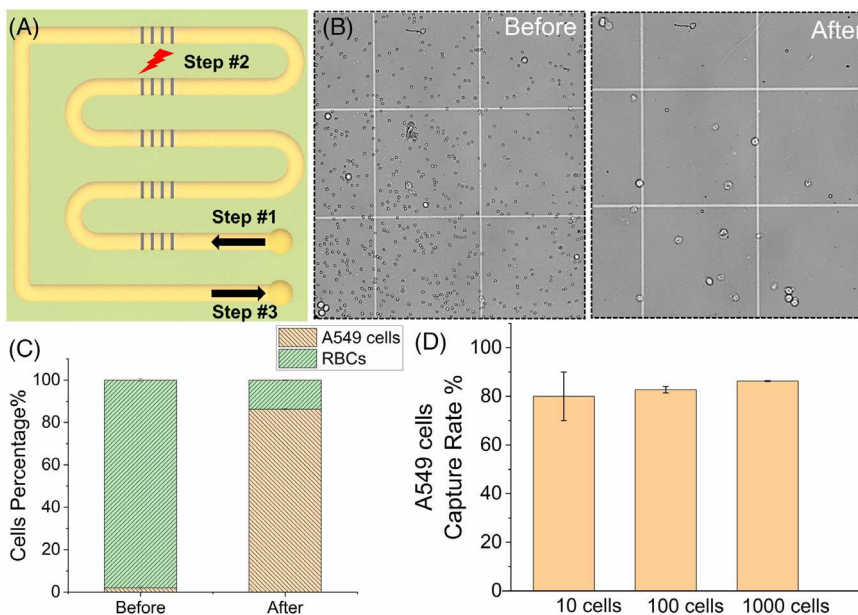 (A)
Step #2
Step #1
Step #3
(B)
Before
After
(C)
A549 cells
RBCs
100
80
60
40
20
0
Cells Percentage%
Before
After
(D)
100
80
60
40
20
0
A549 cells
Capture Rate %
10 cells
100 cells
1000 cells